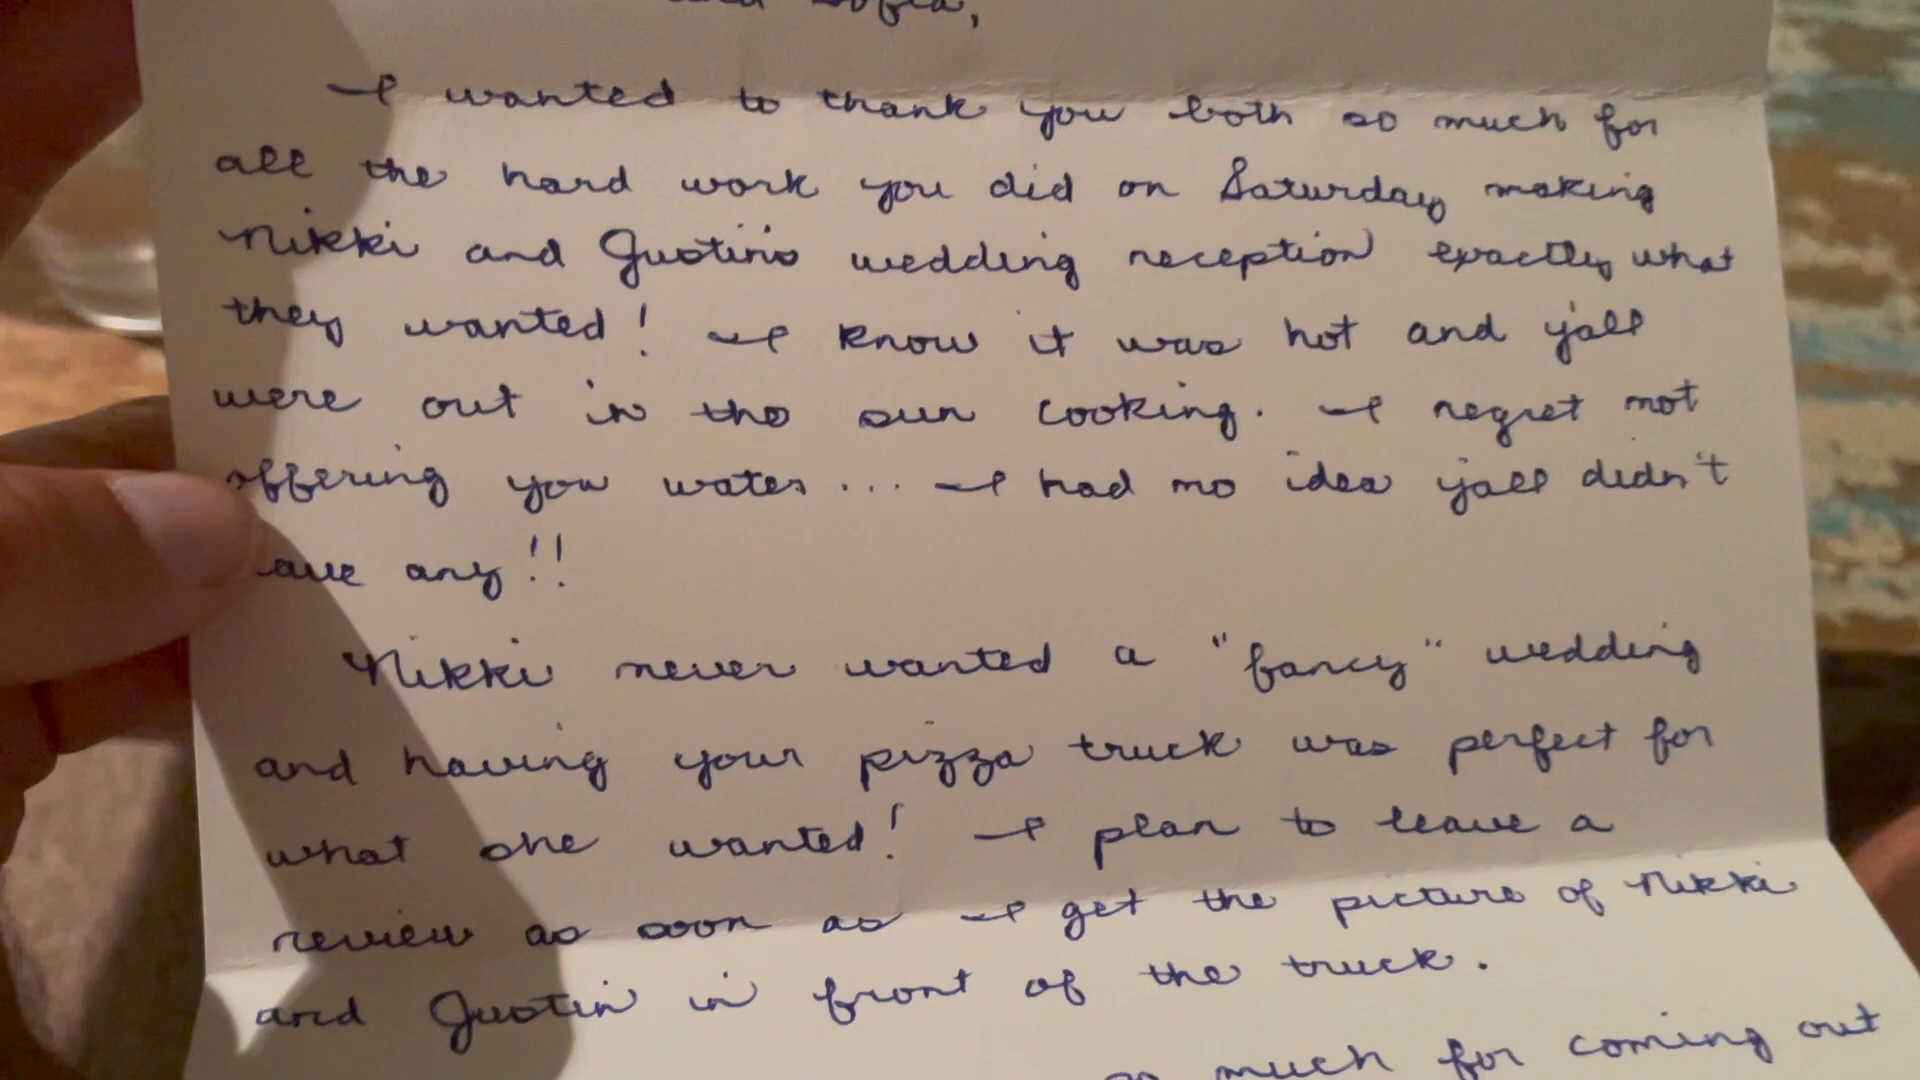 Sofia,
I wanted to thank you both so much for
all the hard work you did on Saturday making
Nikki and Justin's wedding reception exactly what
they wanted! I know it was hot and y'all
were out in the sun cooking. I regret not
offering you water... I had no idea y'all didn't
ave any!!
Nikki never wanted a "fancy" wedding
and having your pizza truck was perfect for
what she wanted! I plan to leave a
review as soon as I get the picture of Nikki
and Justin in front of the truck.
so much for coming out